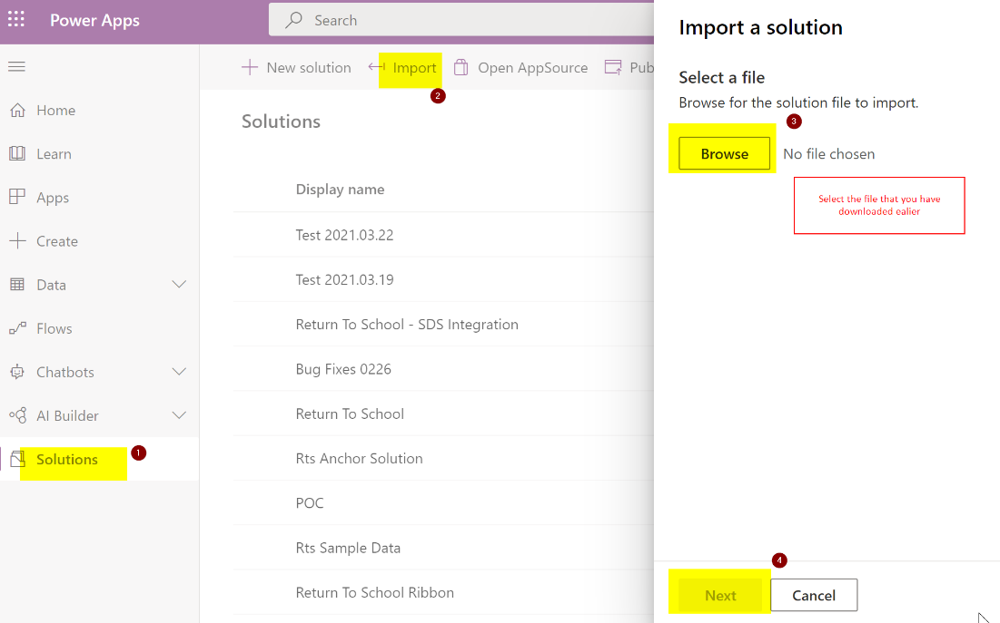 Power Apps
Search
Home
Learn
Apps
Create
Data
Flows
Chatbots
AI Builder
Solutions
1
New solution
Import
Open AppSource
Pub
2
Solutions
Display name
Test 2021.03.22
Test 2021.03.19
Return To School - SDS Integration
Bug Fixes 0226
Return To School
Rts Anchor Solution
POC
Rts Sample Data
Return To School Ribbon
Import a solution
Select a file
Browse for the solution file to import.
3
Browse
No file chosen
Select the file that you have
downloaded ealier
4
Next
Cancel